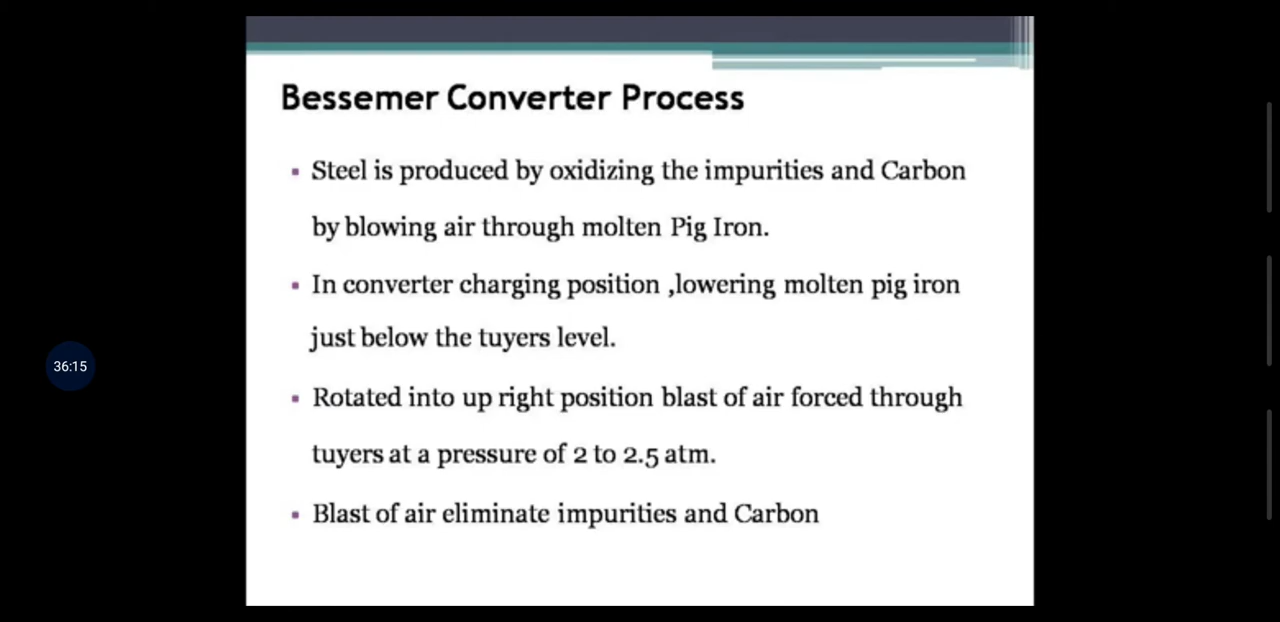 Bessemer Converter Process
▪ Steel is produced by oxidizing the impurities and Carbon
by blowing air through molten Pig Iron.
▪ In converter charging position ,lowering molten pig iron
just below the tuyers level.
▪ Rotated into up right position blast of air forced through
tuyers at a pressure of 2 to 2.5 atm.
▪ Blast of air eliminate impurities and Carbon
36:15